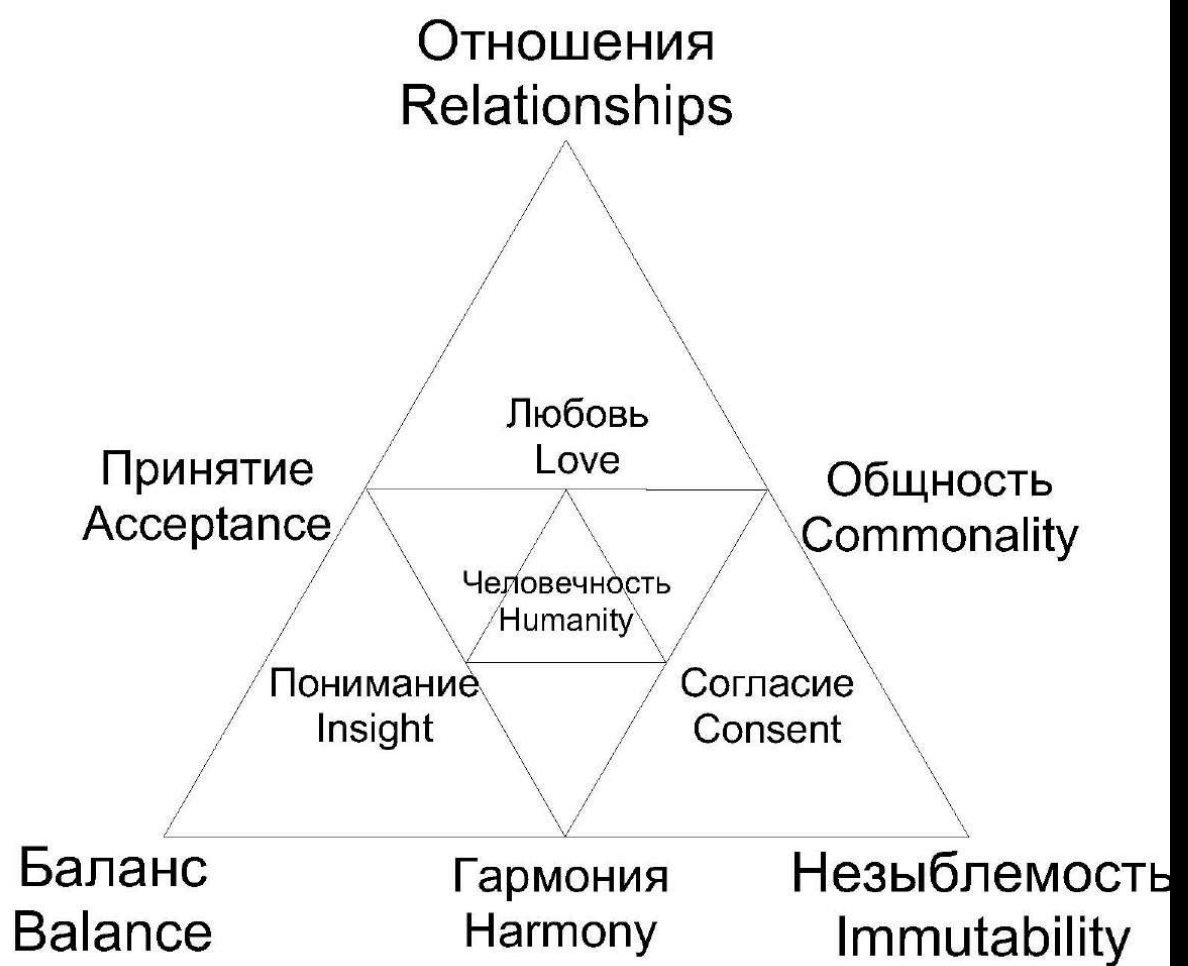 Отношения
Relationships
Любовь
Love
Принятие
Acceptance
Общность
Commonality
Человечность
Humanity
Понимание
Insight
Согласие
Consent
Баланс
Balance
Гармония
Harmony
Незыблемость
Immutability